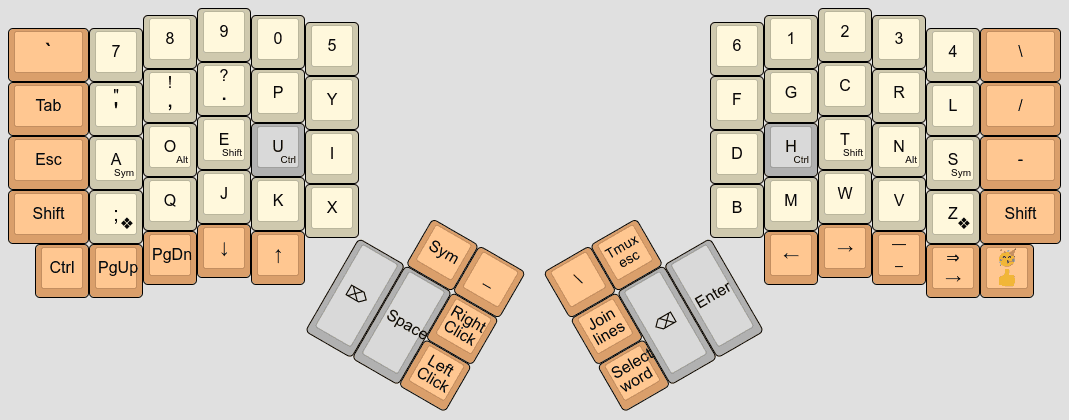 ` 7 8 9 0 5 6 1 2 3 4 \
Tab " ' ! , ? . P Y F G C R L /
Esc A Sym O Alt E Shift U Ctrl I D H Ctrl T Shift N Alt S Sym -
Shift ; ❖ Q J K X B M W V Z ❖ Shift
Ctrl PgUp PgDn ↓ ↑ ← → — – ⇒ → 🥳 👍
⌦ Sym _
Space Right
Click
Left
Click
\ Tmux
esc
Join
lines ⌫ Enter
Select
word